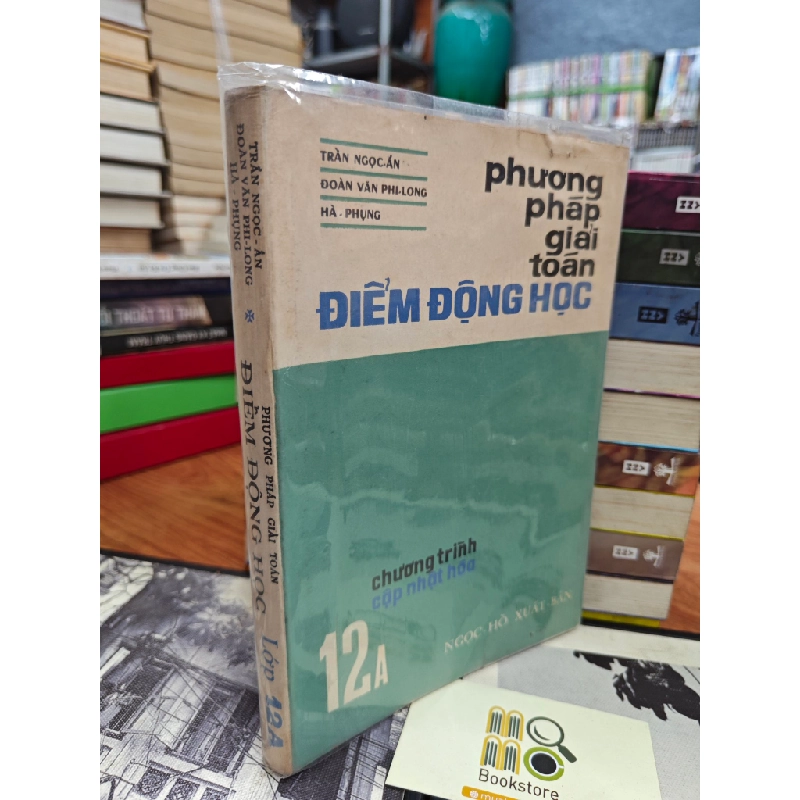 TRẦN NGỌC-ẨN
ĐOÀN VĂN PHI-LONG
HÀ-PHỤNG
phương
pháp
giải
toán
ĐIỂM ĐỘNG HỌC
chương trình
cập nhật hóa
12A
NGỌC-HỒ XUẤT-BẢN
TRẦN NGỌC-ẨN
ĐOÀN VĂN PHI-LONG
HÀ-PHỤNG
PHƯƠNG PHÁP GIẢI TOÁN
ĐIỂM ĐỘNG HỌC
Lớp 12A
MOMO
Bookstore